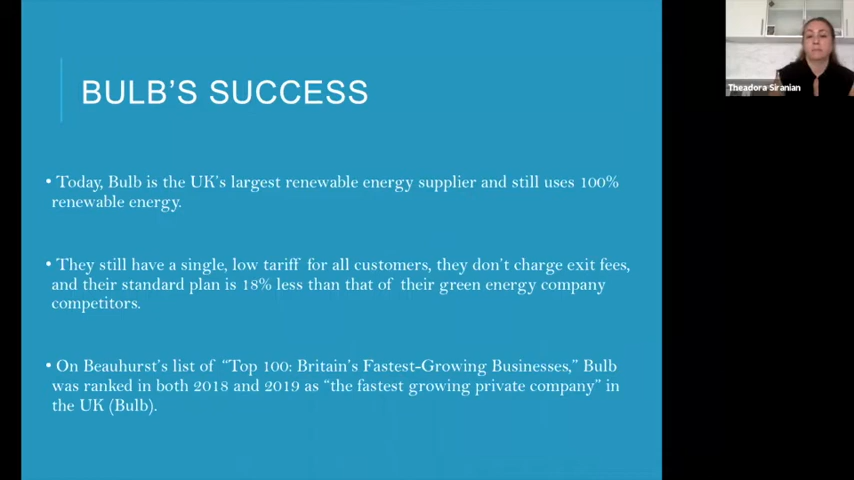 BULB'S SUCCESS
• Today, Bulb is the UK's largest renewable energy supplier and still uses 100%
renewable energy.
• They still have a single, low tariff for all customers, they don't charge exit fees,
and their standard plan is 18% less than that of their green energy company
competitors.
• On Beauhurst's list of "Top 100: Britain's Fastest-Growing Businesses," Bulb
was ranked in both 2018 and 2019 as "the fastest growing private company" in
the UK (Bulb).
Theadora Siranian